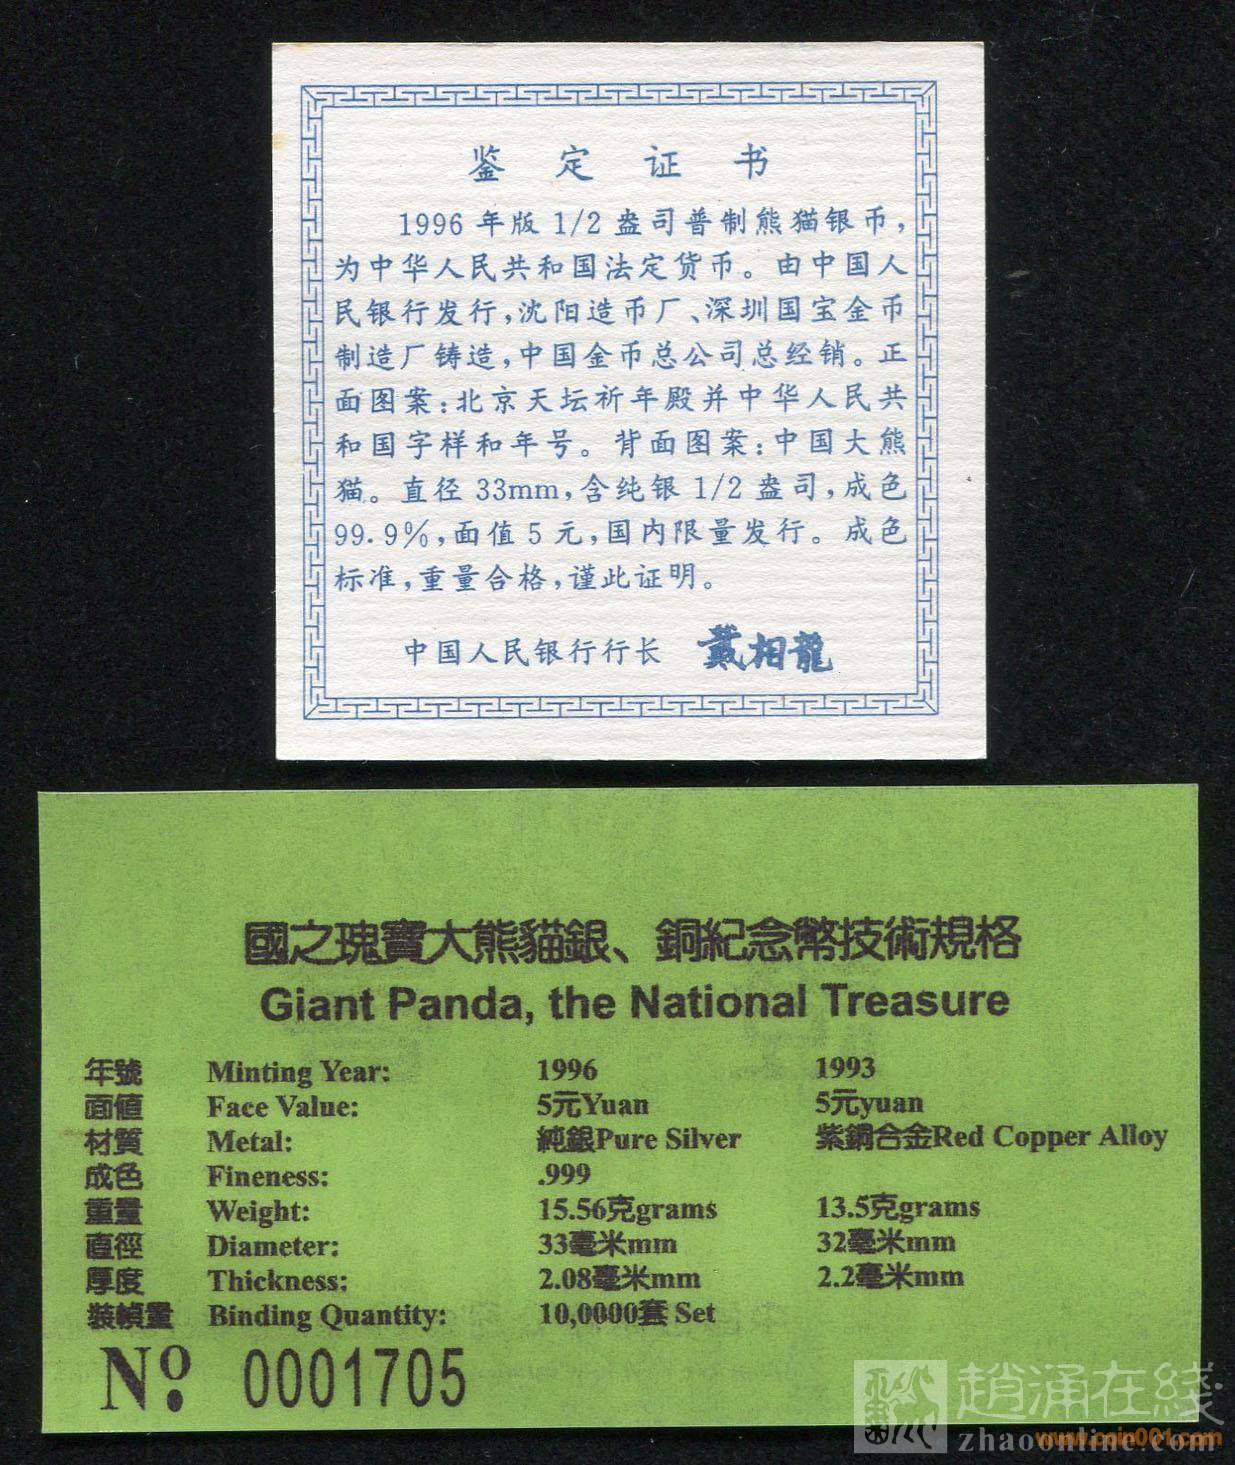 鉴定证书
1996年版1/2盎司普制熊猫银币，
为中华人民共和国法定货币。由中国人
民银行发行，沈阳造币厂、深圳国宝金币
制造厂铸造，中国金币总公司总经销。正
面图案：北京天坛祈年殿并中华人民共
和国字样和年号。背面图案：中国大熊
猫。直径33mm，含纯银1/2盎司，成色
99.9%，面值5元，国内限量发行。成色
标准，重量合格，谨此证明。
中国人民银行行长 戴相龍
國之瑰寶大熊貓銀、銅紀念幣技術規格
Giant Panda, the National Treasure
年號 Minting Year: 1996 1993
面值 Face Value: 5元Yuan 5元yuan
材質 Metal: 純銀Pure Silver 紫銅合金Red Copper Alloy
成色 Fineness: .999
重量 Weight: 15.56克grams 13.5克grams
直徑 Diameter: 33毫米mm 32毫米mm
厚度 Thickness: 2.08毫米mm 2.2毫米mm
裝幀量 Binding Quantity: 10,0000套 Set
No. 0001705
趙涌在綫
www.coin001.com
zhaoonline.com